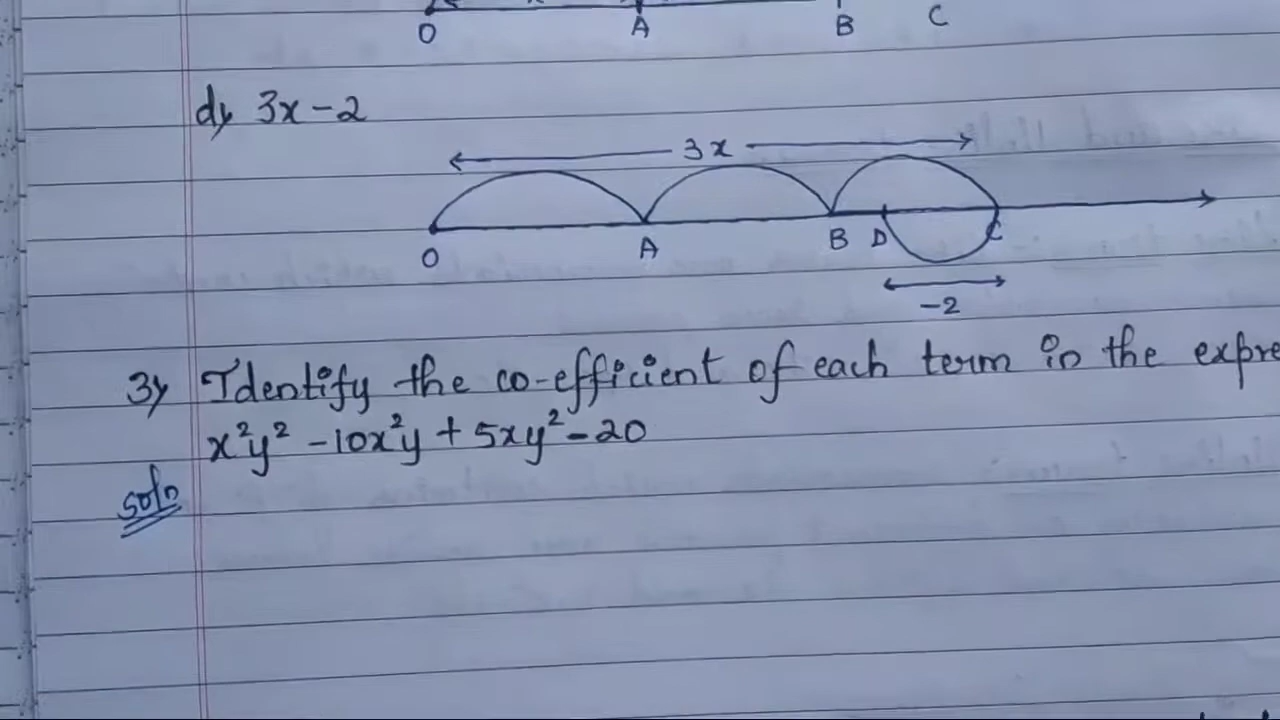 O A B C
d) 3x - 2
3x
O A B D C
-2
3) Identify the co-efficient of each term in the expre
x²y² - 10x²y + 5xy² - 20
Soln